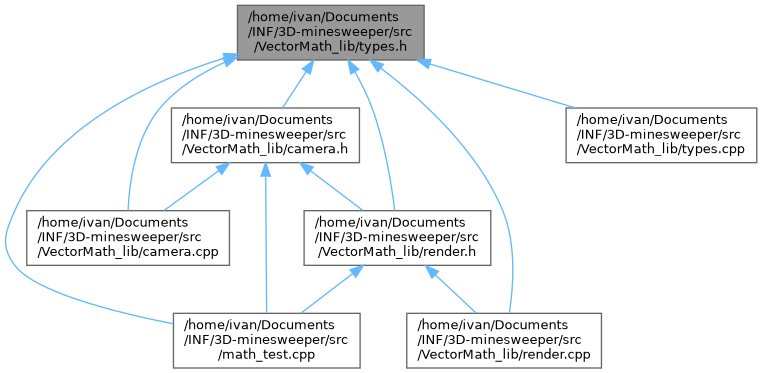 /home/ivan/Documents
/INF/3D-minesweeper/src
/VectorMath_lib/types.h
/home/ivan/Documents
/INF/3D-minesweeper/src
/VectorMath_lib/camera.h
/home/ivan/Documents
/INF/3D-minesweeper/src
/VectorMath_lib/types.cpp
/home/ivan/Documents
/INF/3D-minesweeper/src
/VectorMath_lib/camera.cpp
/home/ivan/Documents
/INF/3D-minesweeper/src
/VectorMath_lib/render.h
/home/ivan/Documents
/INF/3D-minesweeper/src
/math_test.cpp
/home/ivan/Documents
/INF/3D-minesweeper/src
/VectorMath_lib/render.cpp